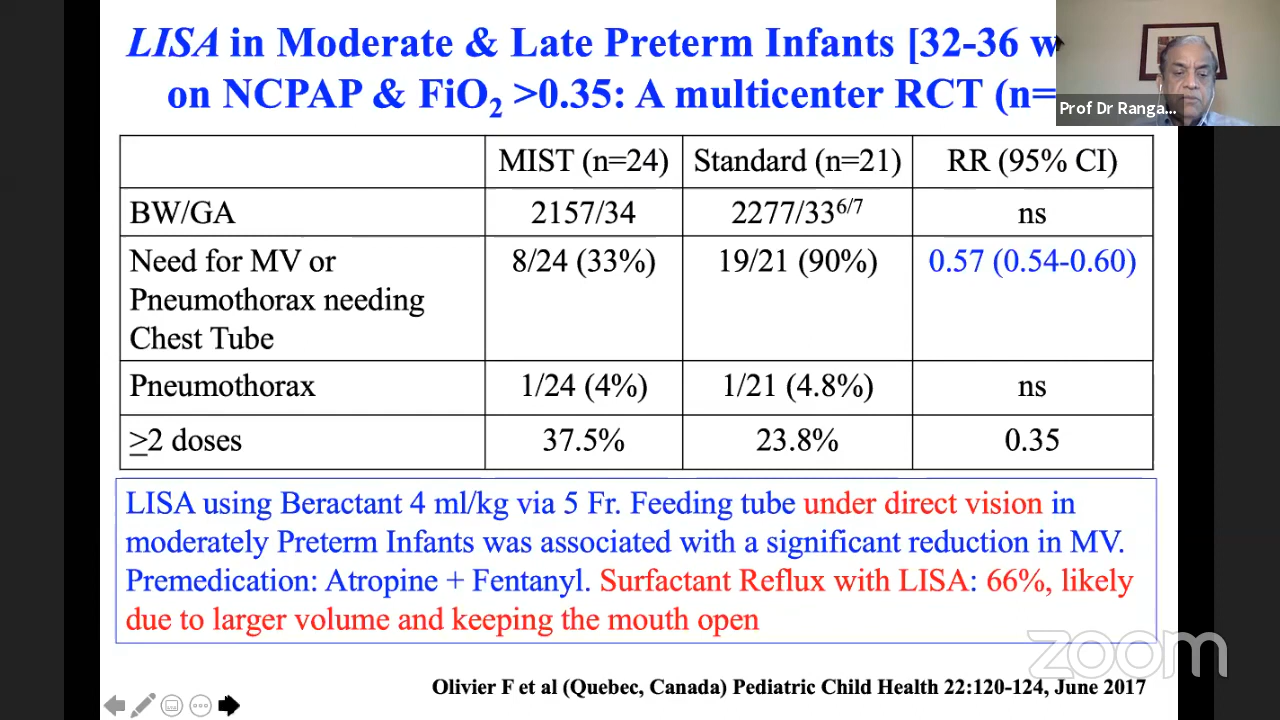 LISA in Moderate & Late Preterm Infants [32-36 w
on NCPAP & FiO₂ >0.35: A multicenter RCT (n=
Prof Dr Ranga...
MIST (n=24) Standard (n=21) RR (95% CI)
BW/GA 2157/34 2277/33⁶/⁷ ns
Need for MV or 8/24 (33%) 19/21 (90%) 0.57 (0.54-0.60)
Pneumothorax needing
Chest Tube
Pneumothorax 1/24 (4%) 1/21 (4.8%) ns
≥2 doses 37.5% 23.8% 0.35
LISA using Beractant 4 ml/kg via 5 Fr. Feeding tube under direct vision in
moderately Preterm Infants was associated with a significant reduction in MV.
Premedication: Atropine + Fentanyl. Surfactant Reflux with LISA: 66%, likely
due to larger volume and keeping the mouth open
zoom
Olivier F et al (Quebec, Canada) Pediatric Child Health 22:120-124, June 2017